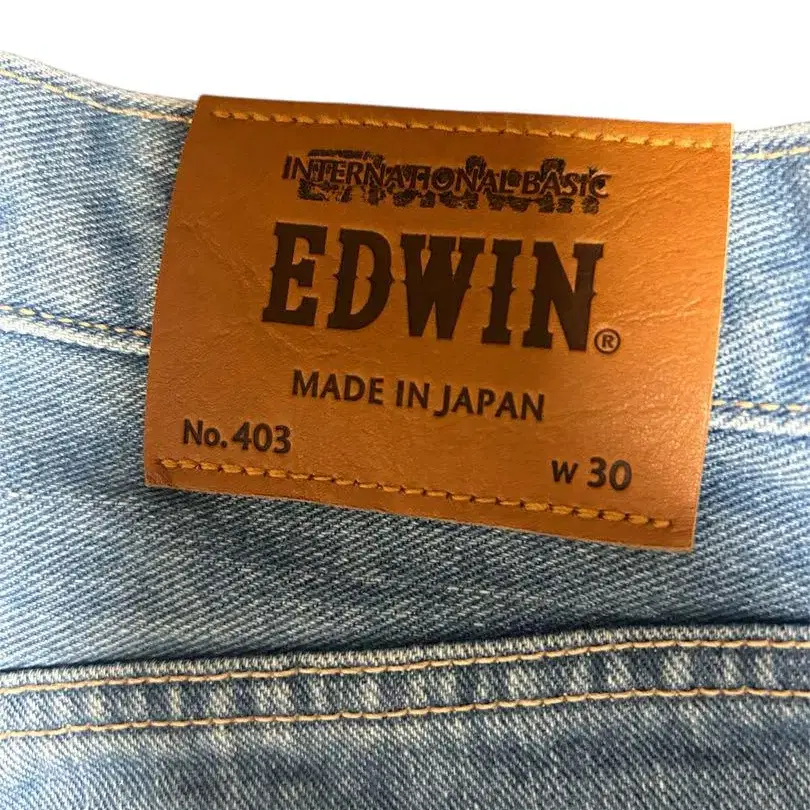 INTERNATIONAL BASIC
EDWIN®
MADE IN JAPAN
No. 403
W 30